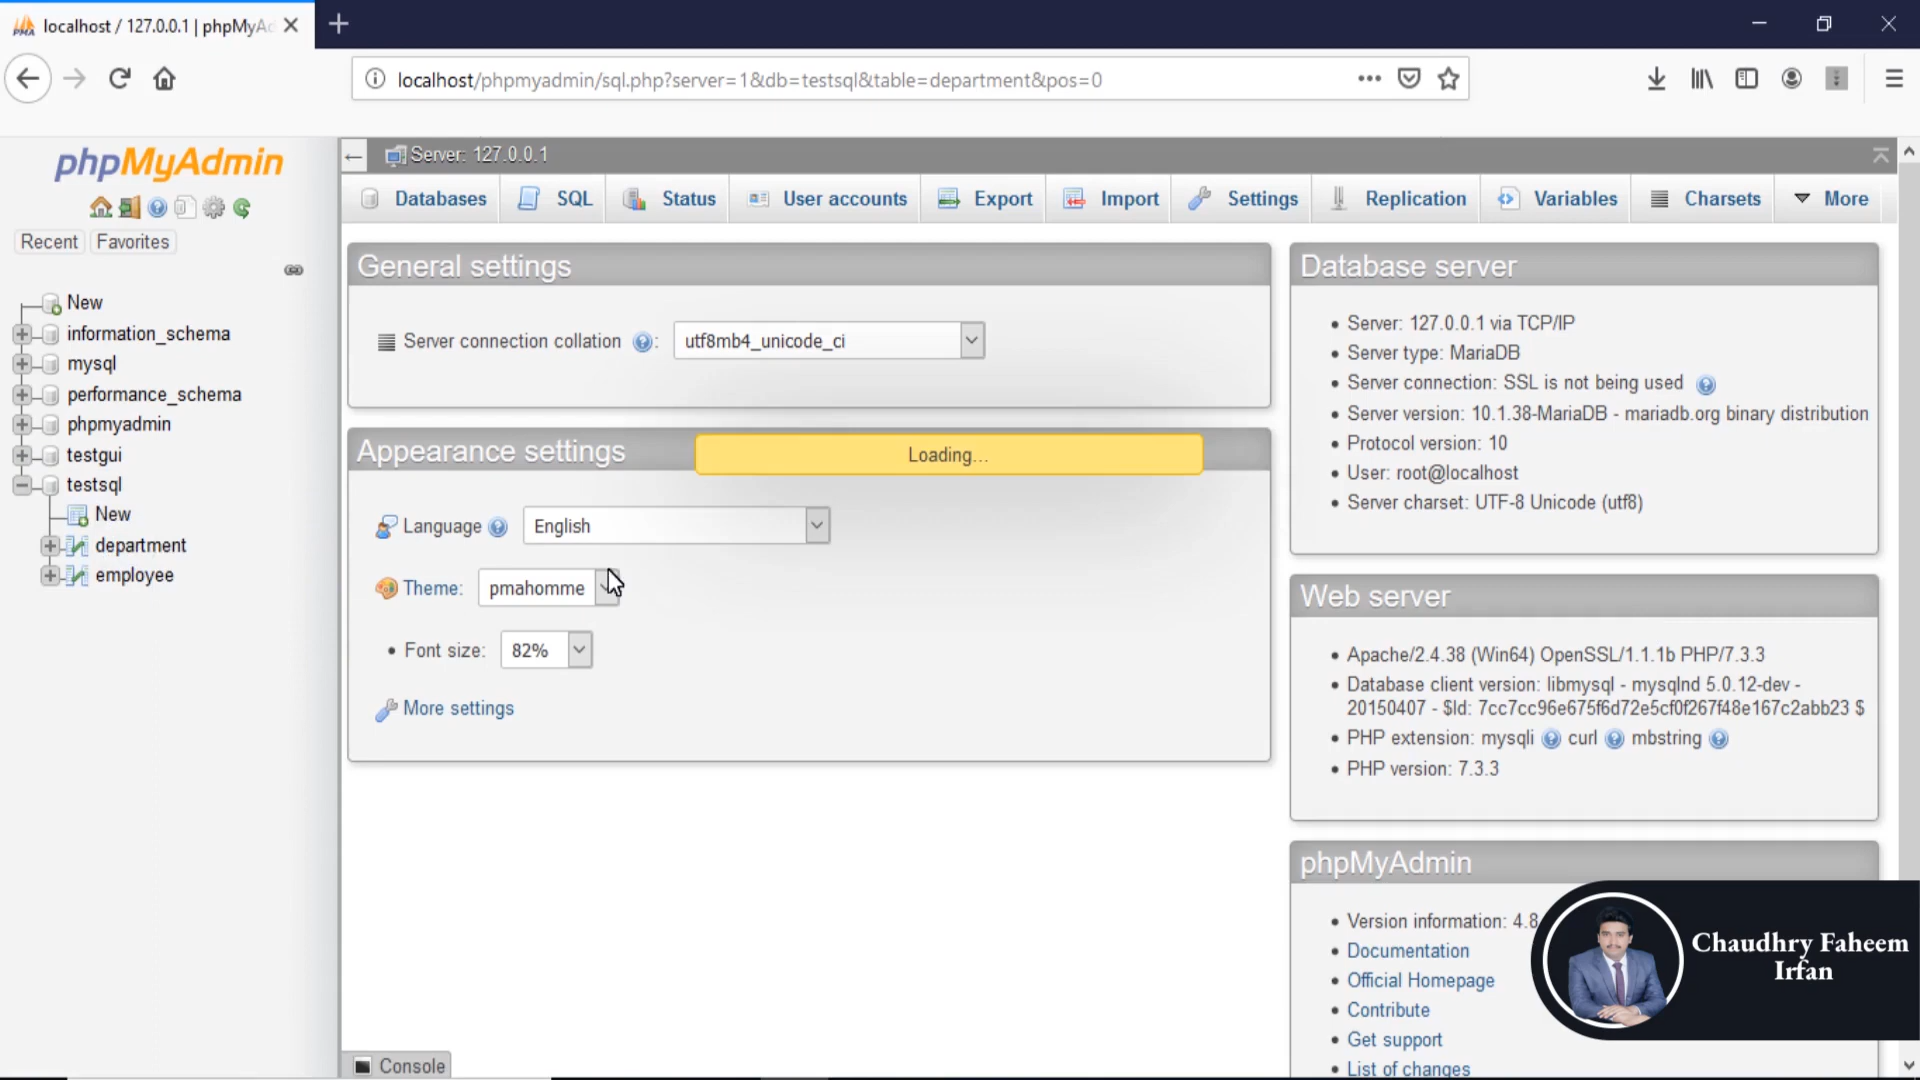 localhost / 127.0.0.1 | phpMyAd
localhost/phpmyadmin/sql.php?server=1&db=testsql&table=department&pos=0
phpMyAdmin
Recent
Favorites
New
information_schema
mysql
performance_schema
phpmyadmin
testgui
testsql
New
department
employee
Server: 127.0.0.1
Databases
SQL
Status
User accounts
Export
Import
Settings
Replication
Variables
Charsets
More
General settings
Server connection collation : utf8mb4_unicode_ci
Appearance settings
Loading...
Language English
Theme: pmahomme
Font size: 82%
More settings
Database server
Server: 127.0.0.1 via TCP/IP
Server type: MariaDB
Server connection: SSL is not being used
Server version: 10.1.38-MariaDB - mariadb.org binary distribution
Protocol version: 10
User: root@localhost
Server charset: UTF-8 Unicode (utf8)
Web server
Apache/2.4.38 (Win64) OpenSSL/1.1.1b PHP/7.3.3
Database client version: libmysql - mysqlnd 5.0.12-dev -
20150407 - $Id: 7cc7cc96e675f6d72e5cf0f267f48e167c2abb23 $
PHP extension: mysqli curl mbstring
PHP version: 7.3.3
phpMyAdmin
Version information: 4.8
Documentation
Official Homepage
Contribute
Get support
List of changes
Chaudhry Faheem
Irfan
Console